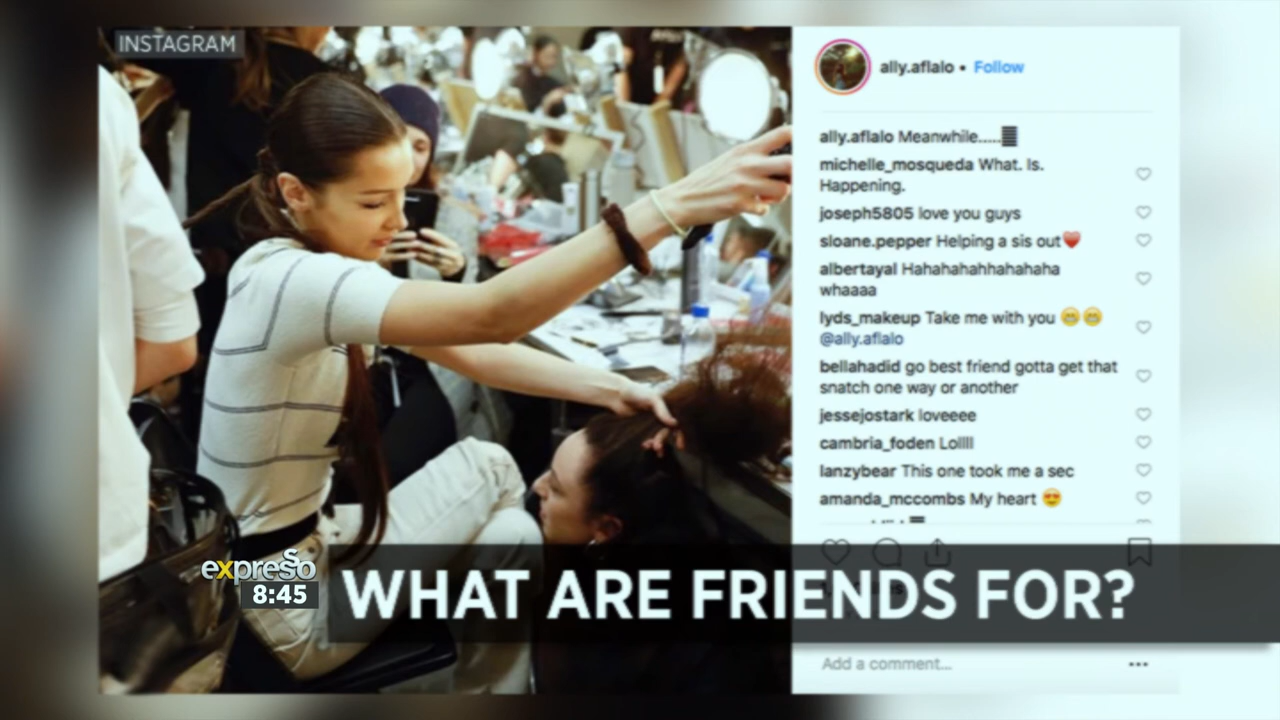 INSTAGRAM
ally.aflalo • Follow
ally.aflalo Meanwhile.....
michelle_mosqueda What. Is.
Happening.
joseph5805 love you guys
sloane.pepper Helping a sis out❤️
albertayal Hahahahahhahahaha
whaaaa
lyds_makeup Take me with you 😁😁
@ally.aflalo
bellahadid go best friend gotta get that
snatch one way or another
jessejostark loveeee
cambria_foden Lollll
lanzybear This one took me a sec
amanda_mccombs My heart 😍
expresso
8:45
WHAT ARE FRIENDS FOR?
Add a comment...